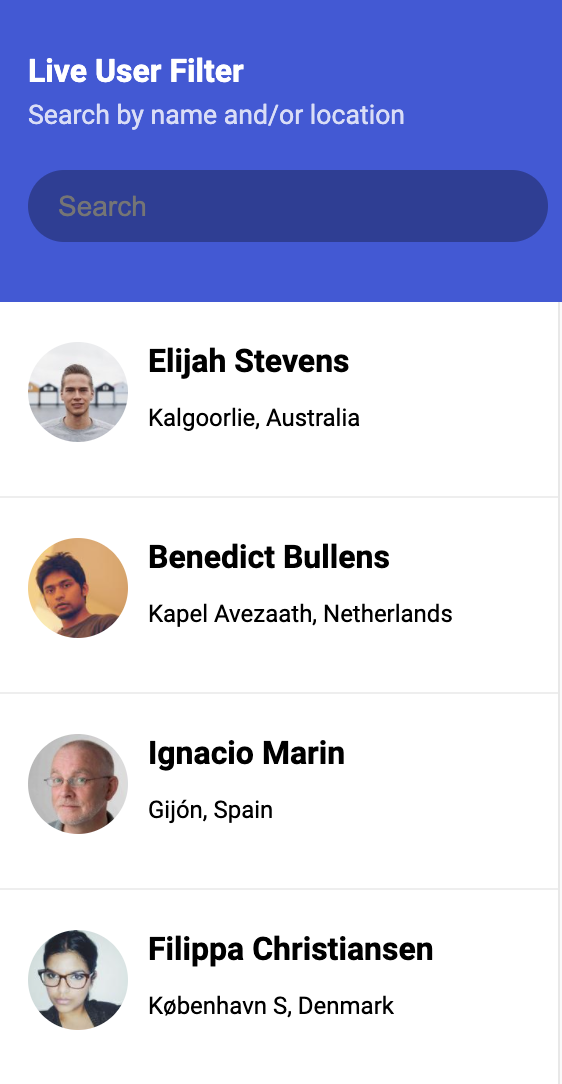 Live User Filter
Search by name and/or location
Search
Elijah Stevens
Kalgoorlie, Australia
Benedict Bullens
Kapel Avezaath, Netherlands
Ignacio Marin
Gijón, Spain
Filippa Christiansen
København S, Denmark